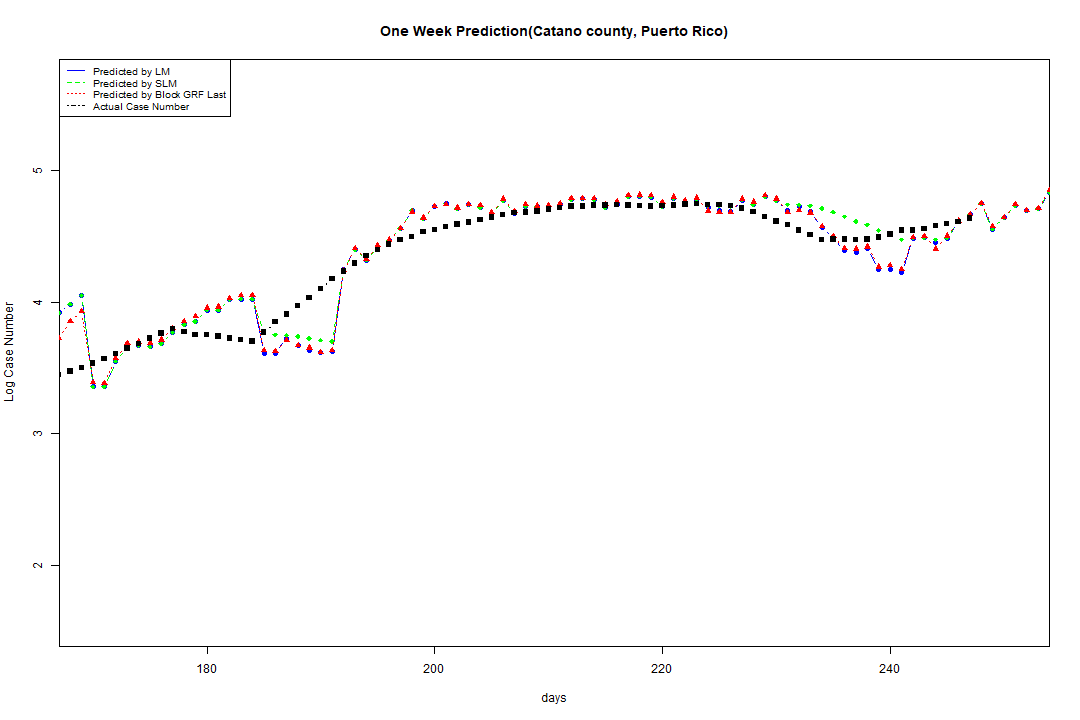 One Week Prediction(Catano county, Puerto Rico)
Predicted by LM
Predicted by SLM
Predicted by Block GRF Last
Actual Case Number
5
4
3
2
Log Case Number
180 200 220 240
days